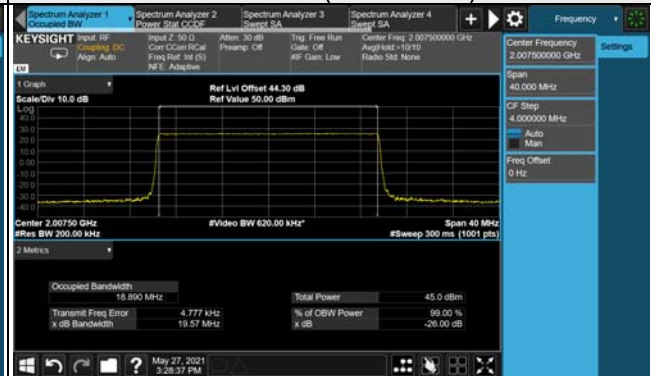 Spectrum Analyzer 1
Occupied BW
Spectrum Analyzer 2
Power Stat CCDF
Spectrum Analyzer 3
Swept SA
Spectrum Analyzer 4
Swept SA
+
Frequency
KEYSIGHT
Input: RF
Coupling: DC
Align: Auto
Input Z: 50 Ω
Corr CCorr RCal
Freq Ref: Int (S)
NFE: Adaptive
Atten: 30 dB
Preamp: Off
Trig: Free Run
Gate: Off
#IF Gain: Low
Center Freq: 2.007500000 GHz
Avg|Hold:>10/10
Radio Std: None
LM
Center Frequency
2.007500000 GHz
Settings
Span
40.000 MHz
CF Step
4.000000 MHz
Auto
Man
Freq Offset
0 Hz
1 Graph
Scale/Div 10.0 dB
Ref Lvl Offset 44.30 dB
Ref Value 50.00 dBm
Log
40.0
30.0
20.0
10.0
0.00
-10.0
-20.0
-30.0
-40.0
Center 2.00750 GHz
#Res BW 200.00 kHz
#Video BW 620.00 kHz*
Span 40 MHz
#Sweep 300 ms (1001 pts)
2 Metrics
Occupied Bandwidth
18.890 MHz
Total Power 45.0 dBm
Transmit Freq Error 4.777 kHz
% of OBW Power 99.00 %
x dB Bandwidth 19.57 MHz
x dB -26.00 dB
?
May 27, 2021
3:28:37 PM